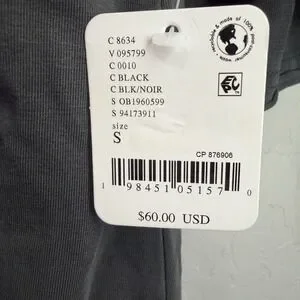 C 8634
V 095799
C 0010
C BLACK
C BLK/NOIR
S OB1960599
S 94173911
size
S
CP 876906
1 98451 05157 0
$60.00 USD